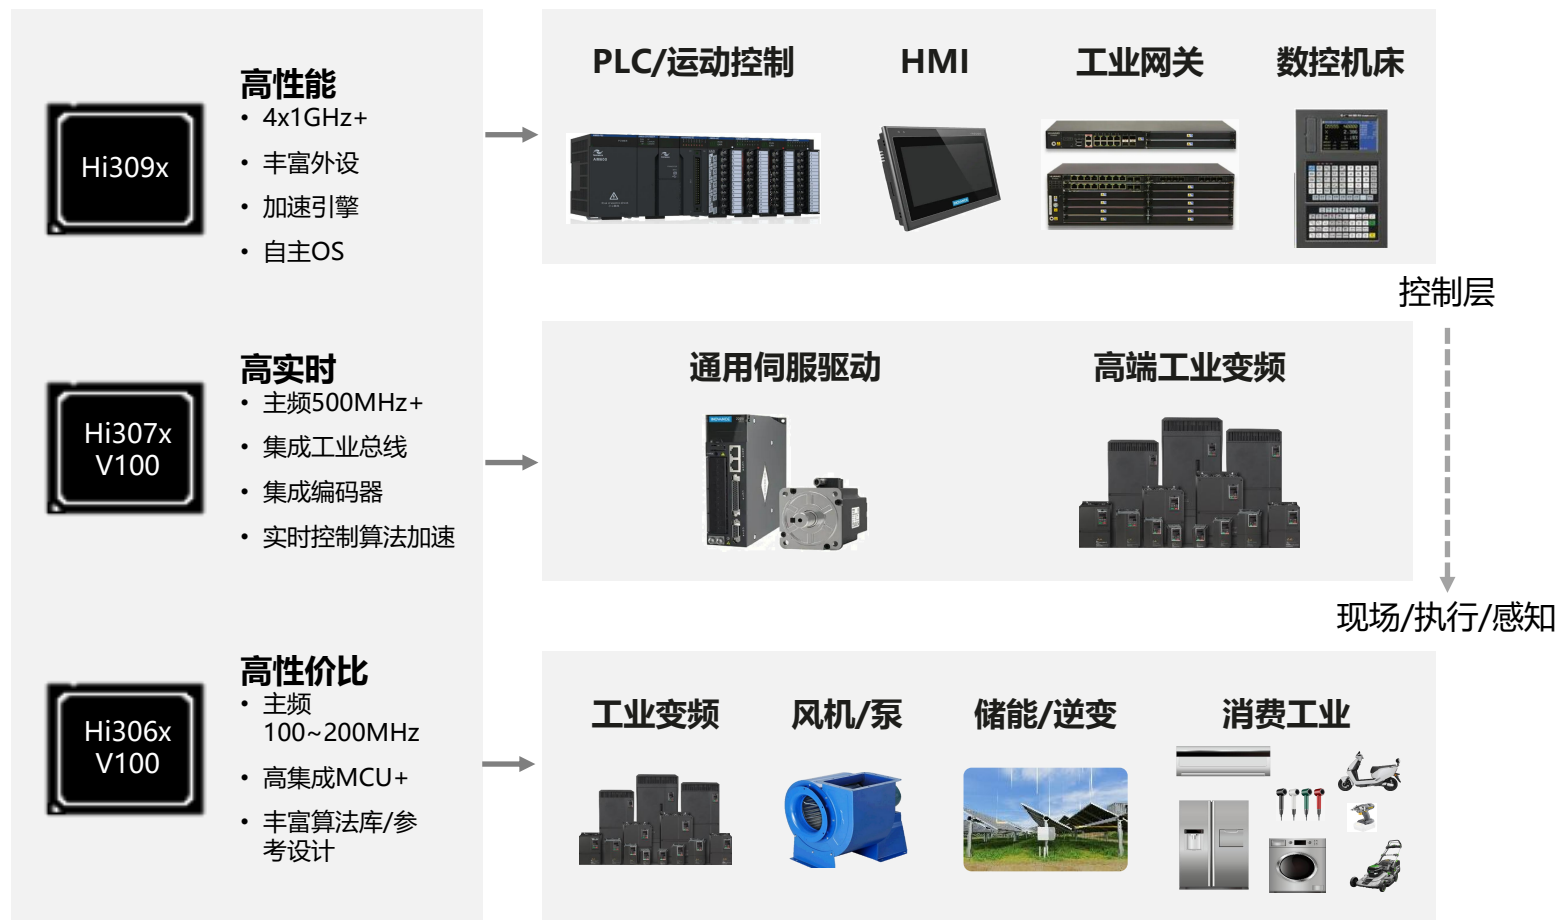 Hi309x
高性能
• 4x1GHz+
• 丰富外设
• 加速引擎
• 自主OS
PLC/运动控制
HMI
工业网关
数控机床
控制层
Hi307x
V100
高实时
• 主频500MHz+
• 集成工业总线
• 集成编码器
• 实时控制算法加速
通用伺服驱动
高端工业变频
现场/执行/感知
Hi306x
V100
高性价比
• 主频
100~200MHz
• 高集成MCU+
• 丰富算法库/参
考设计
工业变频
风机/泵
储能/逆变
消费工业